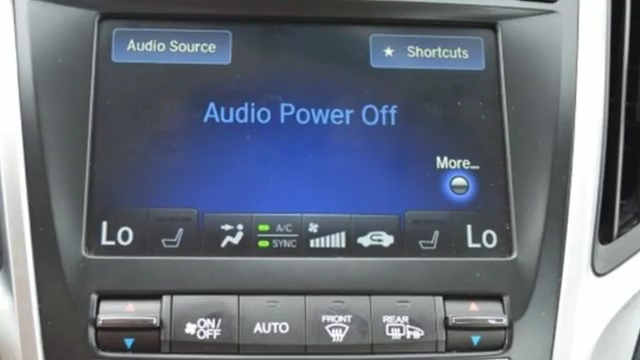 Audio Source
★ Shortcuts
Audio Power Off
More...
Lo
A/C
SYNC
Lo
ON/OFF
AUTO
FRONT
REAR